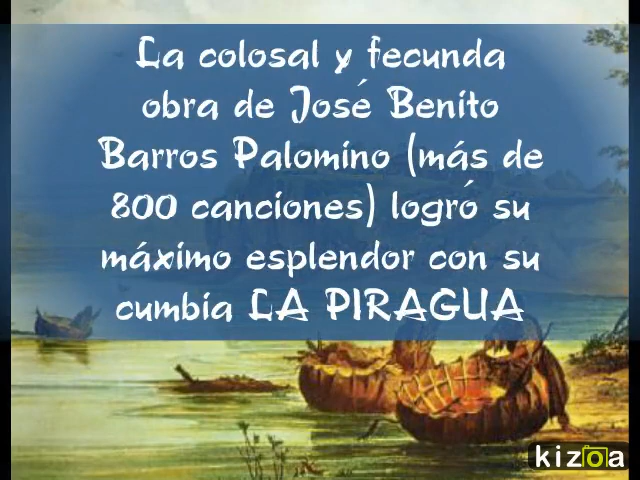 La colosal y fecunda
obra de José Benito
Barros Palomino (más de
800 canciones) logró su
máximo esplendor con su
cumbia LA PIRAGUA
kizoa